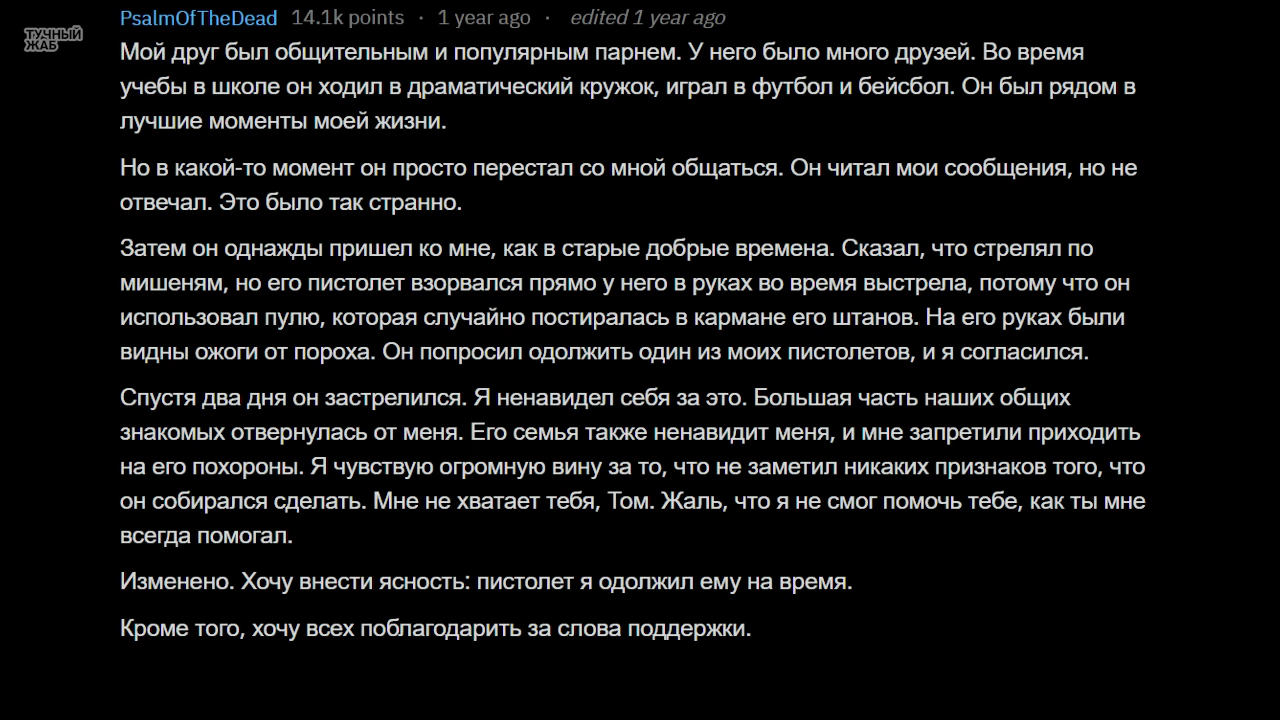 PsalmOfTheDead 14.1k points · 1 year ago · edited 1 year ago
ТУЧНЫЙ
ЖАБ
Мой друг был общительным и популярным парнем. У него было много друзей. Во время
учебы в школе он ходил в драматический кружок, играл в футбол и бейсбол. Он был рядом в
лучшие моменты моей жизни.
Но в какой-то момент он просто перестал со мной общаться. Он читал мои сообщения, но не
отвечал. Это было так странно.
Затем он однажды пришел ко мне, как в старые добрые времена. Сказал, что стрелял по
мишеням, но его пистолет взорвался прямо у него в руках во время выстрела, потому что он
использовал пулю, которая случайно постиралась в кармане его штанов. На его руках были
видны ожоги от пороха. Он попросил одолжить один из моих пистолетов, и я согласился.
Спустя два дня он застрелился. Я ненавидел себя за это. Большая часть наших общих
знакомых отвернулась от меня. Его семья также ненавидит меня, и мне запретили приходить
на его похороны. Я чувствую огромную вину за то, что не заметил никаких признаков того, что
он собирался сделать. Мне не хватает тебя, Том. Жаль, что я не смог помочь тебе, как ты мне
всегда помогал.
Изменено. Хочу внести ясность: пистолет я одолжил ему на время.
Кроме того, хочу всех поблагодарить за слова поддержки.